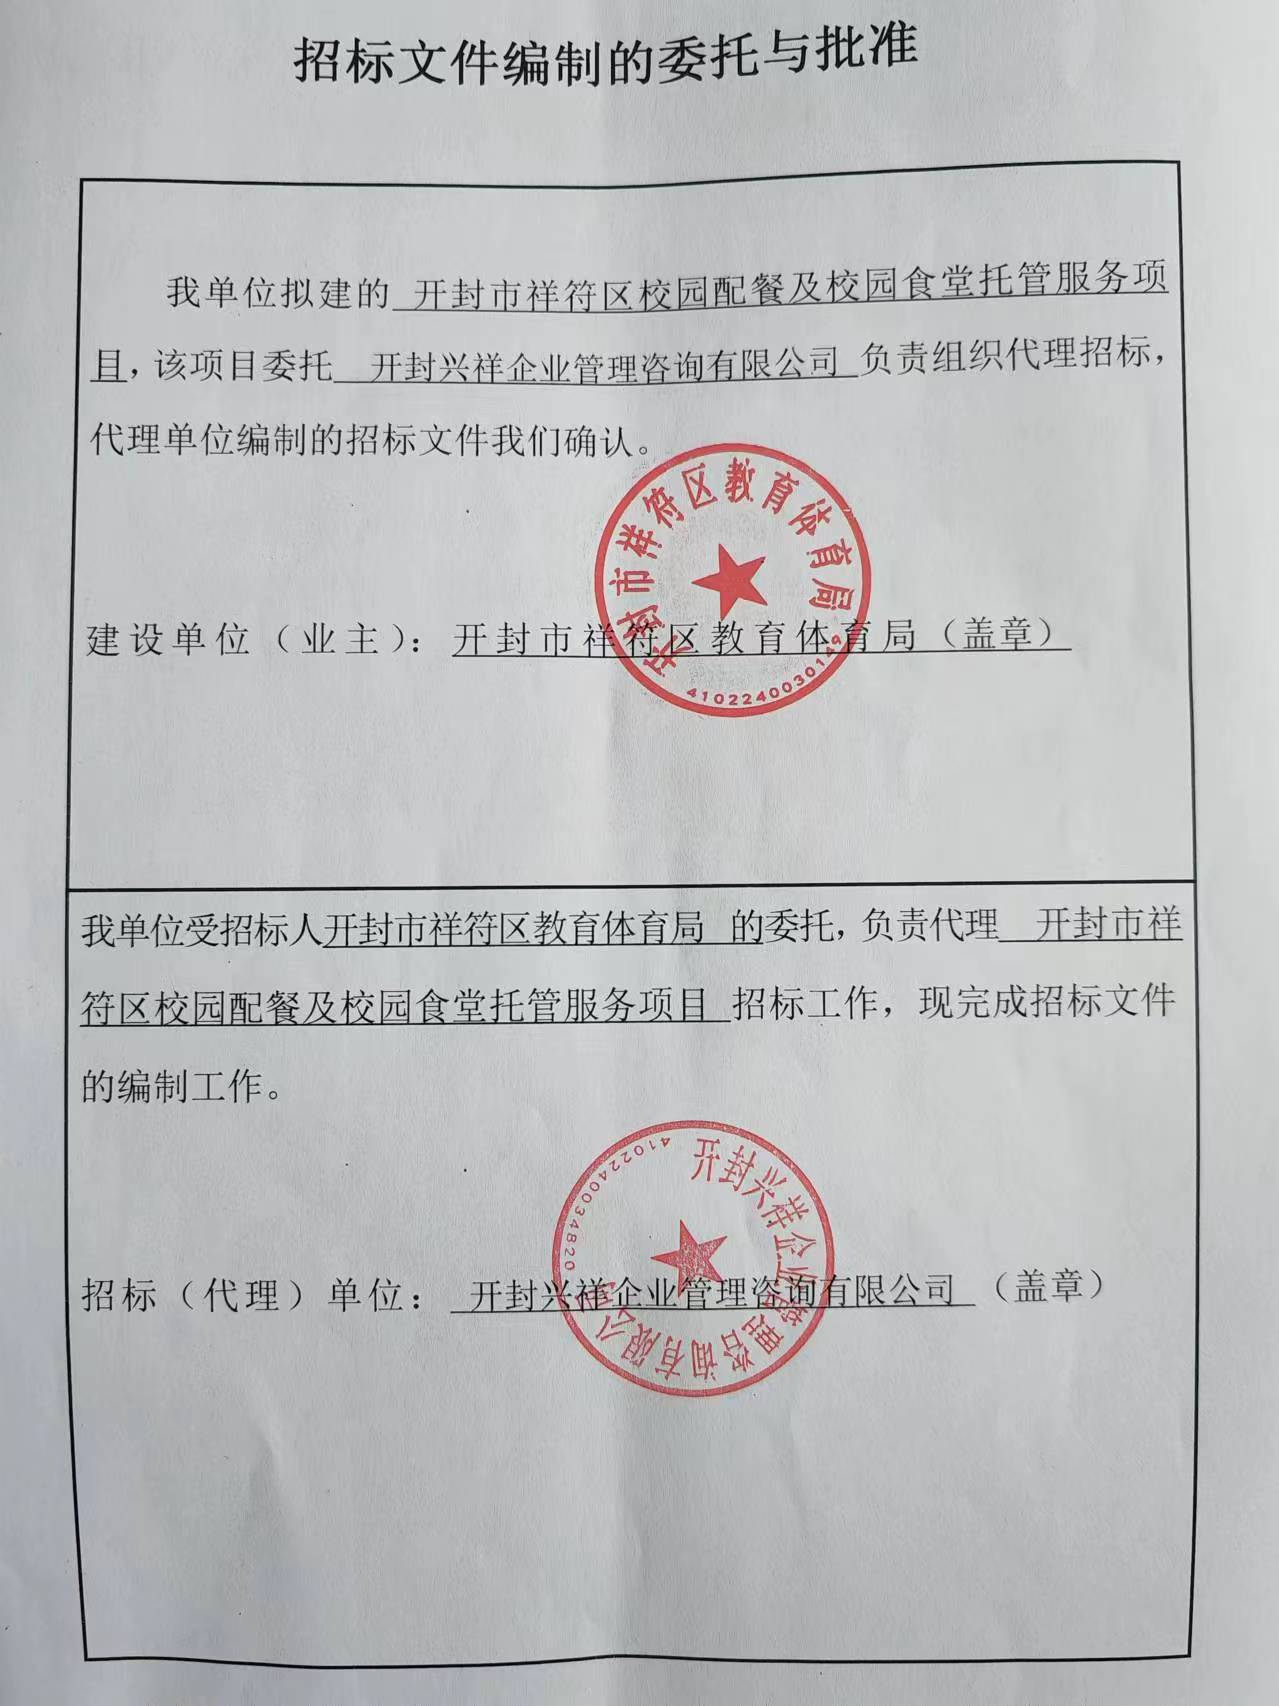 招标文件编制的委托与批准
我单位拟建的 开封市祥符区校园配餐及校园食堂托管服务项
目，该项目委托 开封兴祥企业管理咨询有限公司 负责组织代理招标，
代理单位编制的招标文件我们确认。
开封市祥符区教育体育局
建设单位（业主）：开封市祥符区教育体育局（盖章）
4102240030149
我单位受招标人开封市祥符区教育体育局 的委托，负责代理 开封市祥
符区校园配餐及校园食堂托管服务项目 招标工作，现完成招标文件
的编制工作。
开封兴祥企业管理咨询有限公司
4102240034820
招标（代理）单位： 开封兴祥企业管理咨询有限公司 （盖章）